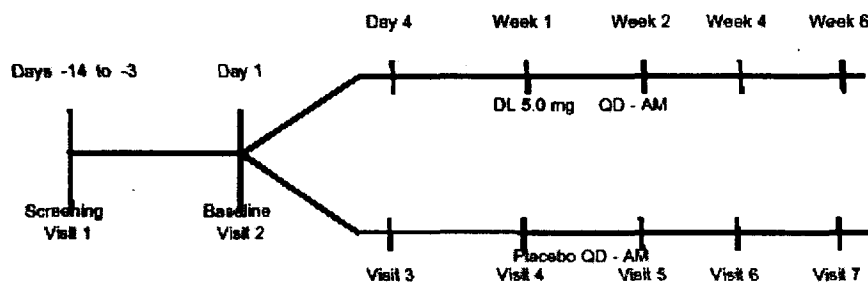 Day 4 Week 1 Week 2 Week 4 Week 6
Days -14 to -3 Day 1
DL 5.0 mg QD - AM
Screening Baseline
Visit 1 Visit 2
Placebo QD - AM
Visit 3 Visit 4 Visit 5 Visit 6 Visit 7